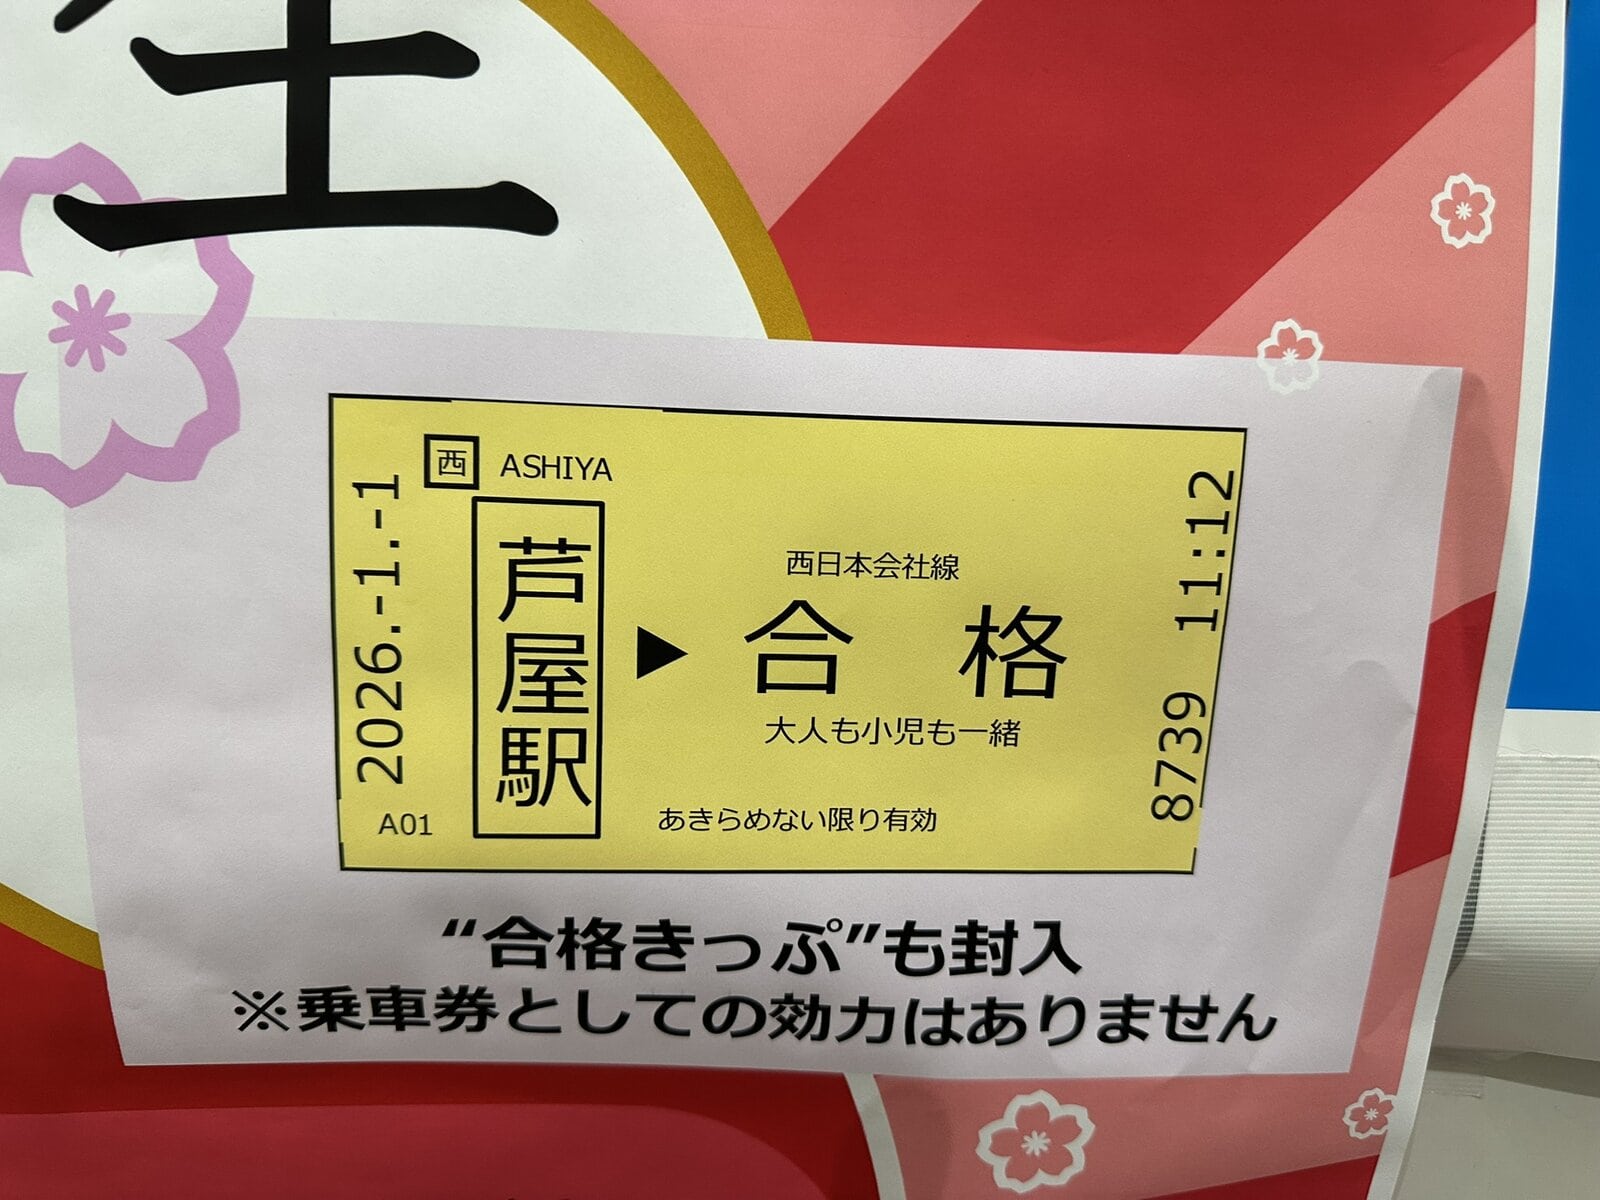 西 ASHIYA
2026.-1.-1
芦屋駅
▶
西日本会社線
合格
大人も小児も一緒
あきらめない限り有効
A01
8739 11:12
“合格きっぷ”も封入
※乗車券としての効力はありません